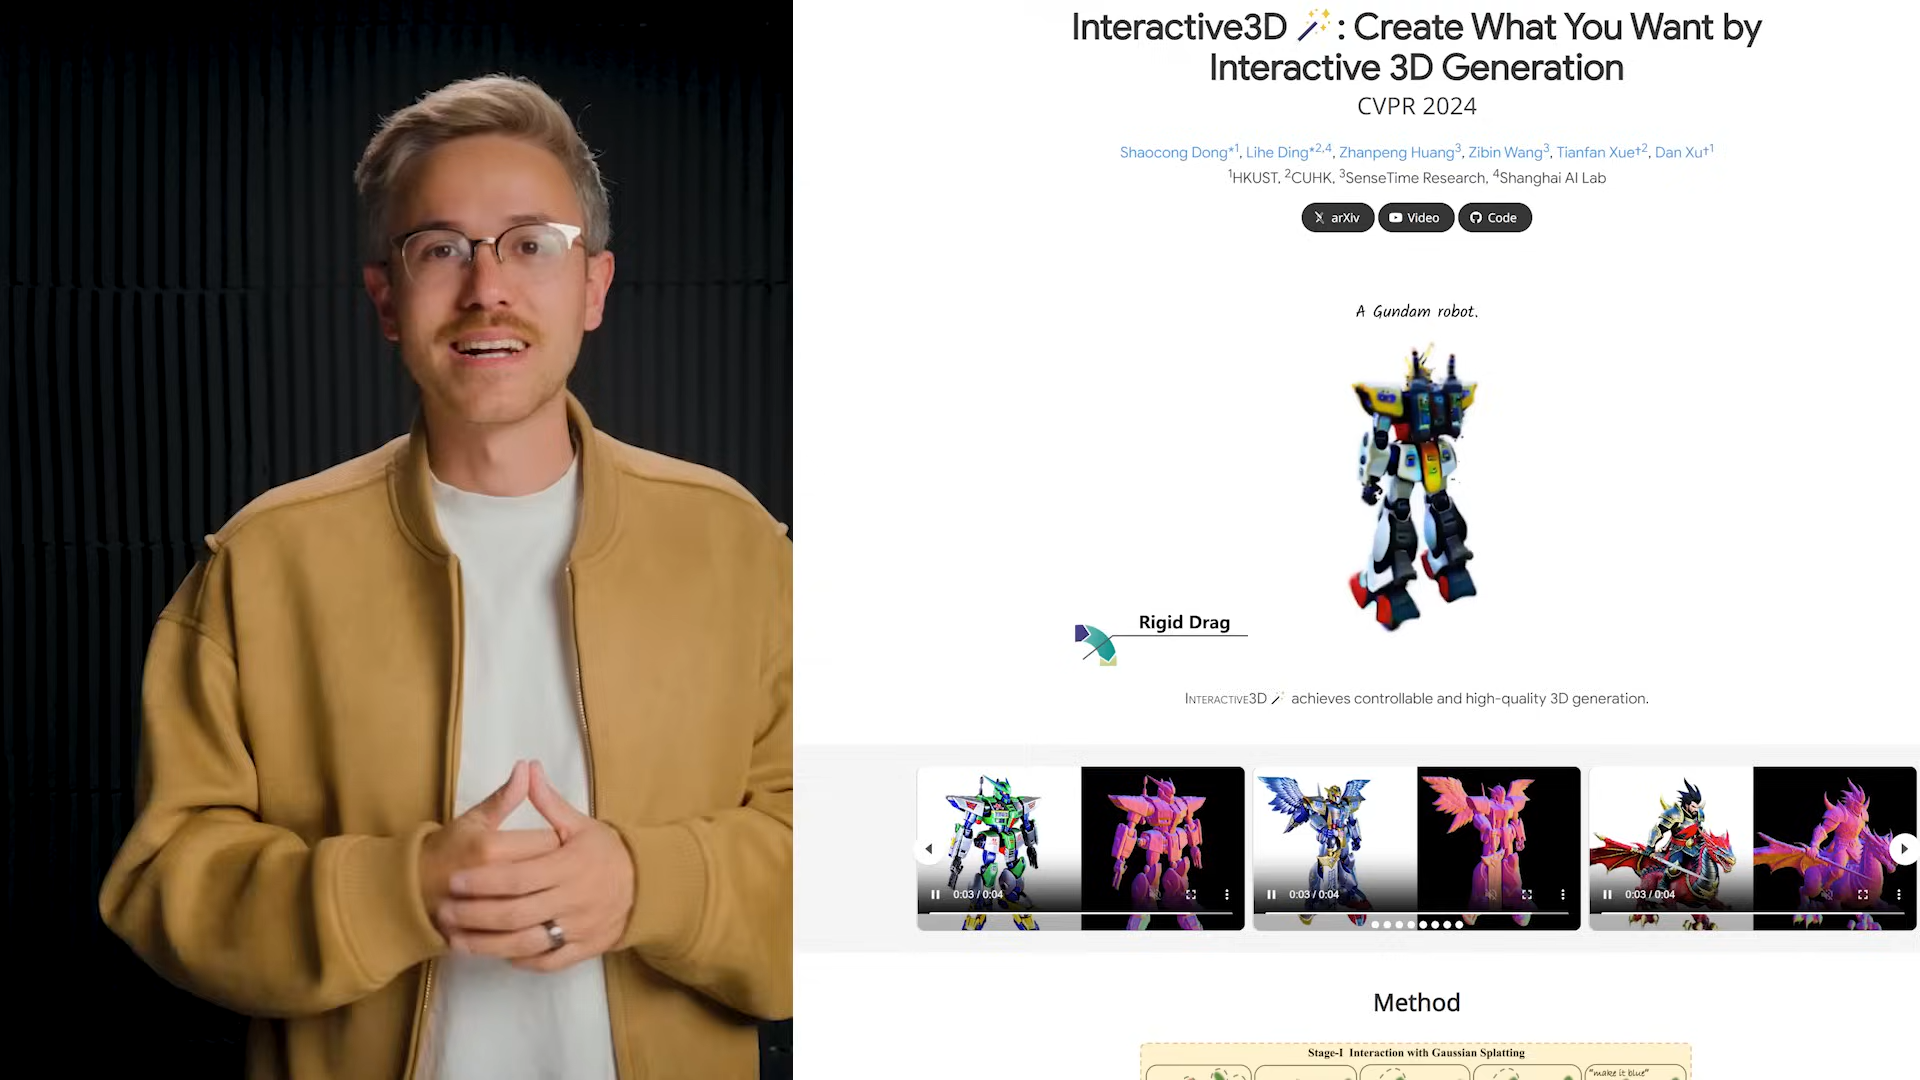 Interactive3D 🪄: Create What You Want by
Interactive 3D Generation
CVPR 2024
Shaocong Dong*1, Lihe Ding*2,4, Zhanpeng Huang3, Zibin Wang3, Tianfan Xue†2, Dan Xu†1
1HKUST, 2CUHK, 3SenseTime Research, 4Shanghai AI Lab
arXiv Video Code
A Gundam robot.
Rigid Drag
INTERACTIVE3D 🪄 achieves controllable and high-quality 3D generation.
0:03 / 0:04
0:03 / 0:04
0:03 / 0:04
Method
Stage-I Interaction with Gaussian Splatting
"make it blue"